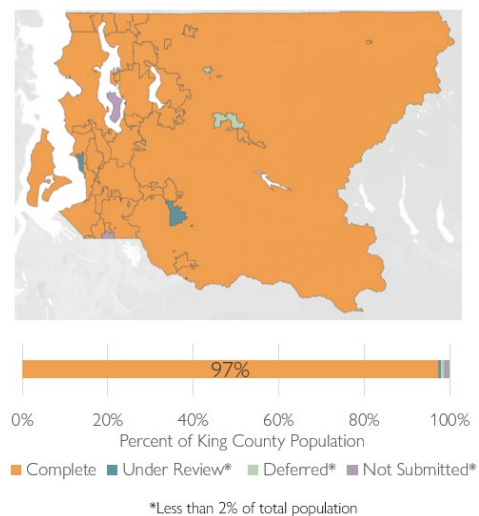 97%
0% 20% 40% 60% 80% 100%
Percent of King County Population
Complete Under Review* Deferred* Not Submitted*
*Less than 2% of total population